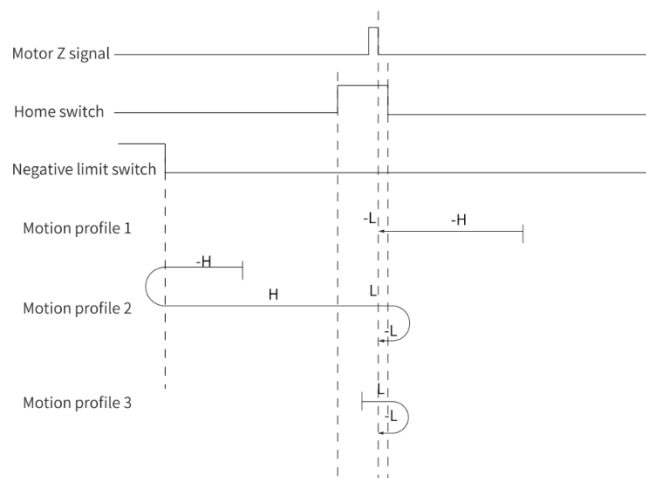 Motor Z signal
Home switch
Negative limit switch
Motion profile 1
-L
-H
-H
Motion profile 2
H
L
-L
Motion profile 3
L
-L